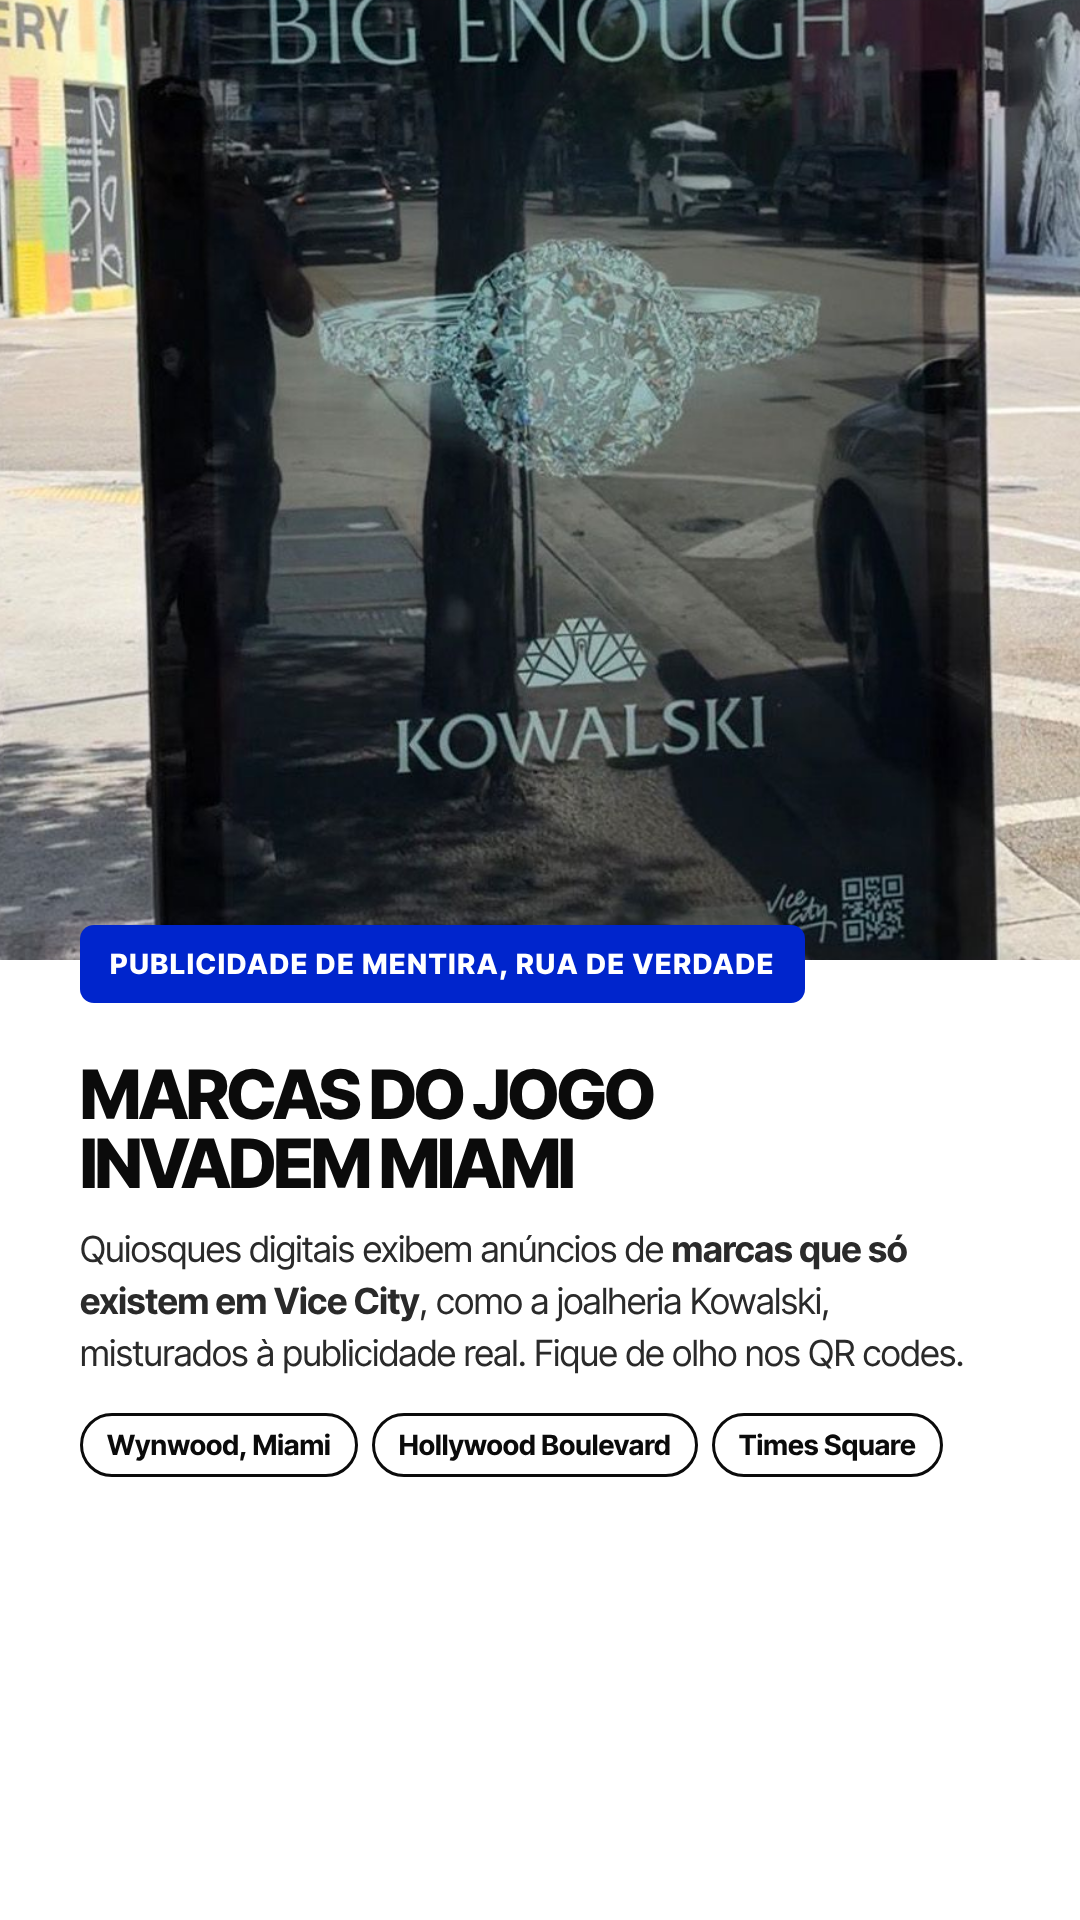 ERY
BIG ENOUGH.
KOWALSKI
Vice City
PUBLICIDADE DE MENTIRA, RUA DE VERDADE
MARCAS DO JOGO
INVADEM MIAMI
Quiosques digitais exibem anúncios de marcas que só
existem em Vice City, como a joalheria Kowalski,
misturados à publicidade real. Fique de olho nos QR codes.
Wynwood, Miami
Hollywood Boulevard
Times Square